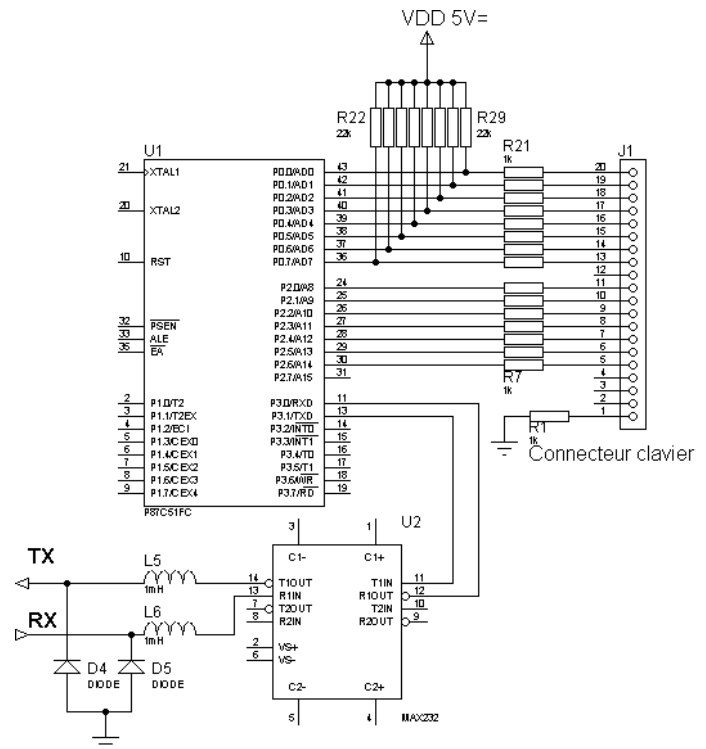 VDD 5V=
R22
22k
R29
22k
R21
1k
J1
U1
21 XTAL1
20 XTAL2
10 RST
32 PSEN
33 ALE
35 EA
2 P1.0/T2
3 P1.1/T2EX
4 P1.2/ECI
5 P1.3/CEX0
6 P1.4/CEX1
7 P1.5/CEX2
8 P1.6/CEX3
9 P1.7/CEX4
P0.0/AD0 43
P0.1/AD1 42
P0.2/AD2 41
P0.3/AD3 40
P0.4/AD4 39
P0.5/AD5 38
P0.6/AD6 37
P0.7/AD7 36
P2.0/A8 24
P2.1/A9 25
P2.2/A10 26
P2.3/A11 27
P2.4/A12 28
P2.5/A13 29
P2.6/A14 30
P2.7/A15 31
P3.0/RXD 11
P3.1/TXD 13
P3.2/INT0 14
P3.3/INT1 15
P3.4/T0 16
P3.5/T1 17
P3.6/WR 18
P3.7/RD 19
P87C51FC
20
19
18
17
16
15
14
13
12
11
10
9
8
7
6
5
4
3
2
1
R7
1k
R1
1k
Connecteur clavier
U2
3
1
C1-
C1+
14 T1OUT
13 R1IN
7 T2OUT
8 R2IN
2 VS+
6 VS-
T1IN 11
R1OUT 12
T2IN 10
R2OUT 9
C2-
C2+
5
4
MAX232
TX
L5
1mH
RX
L6
1mH
D4
DIODE
D5
DIODE